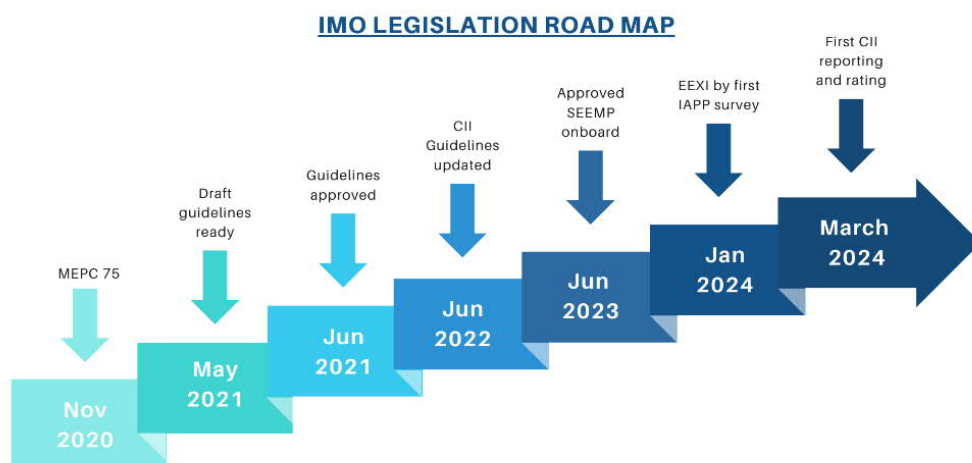 IMO LEGISLATION ROAD MAP
MEPC 75
Nov
2020
Draft
guidelines
ready
May
2021
Guidelines
approved
Jun
2021
CII
Guidelines
updated
Jun
2022
Approved
SEEMP
onboard
Jun
2023
EEXI by first
IAPP survey
Jan
2024
First CII
reporting
and rating
March
2024